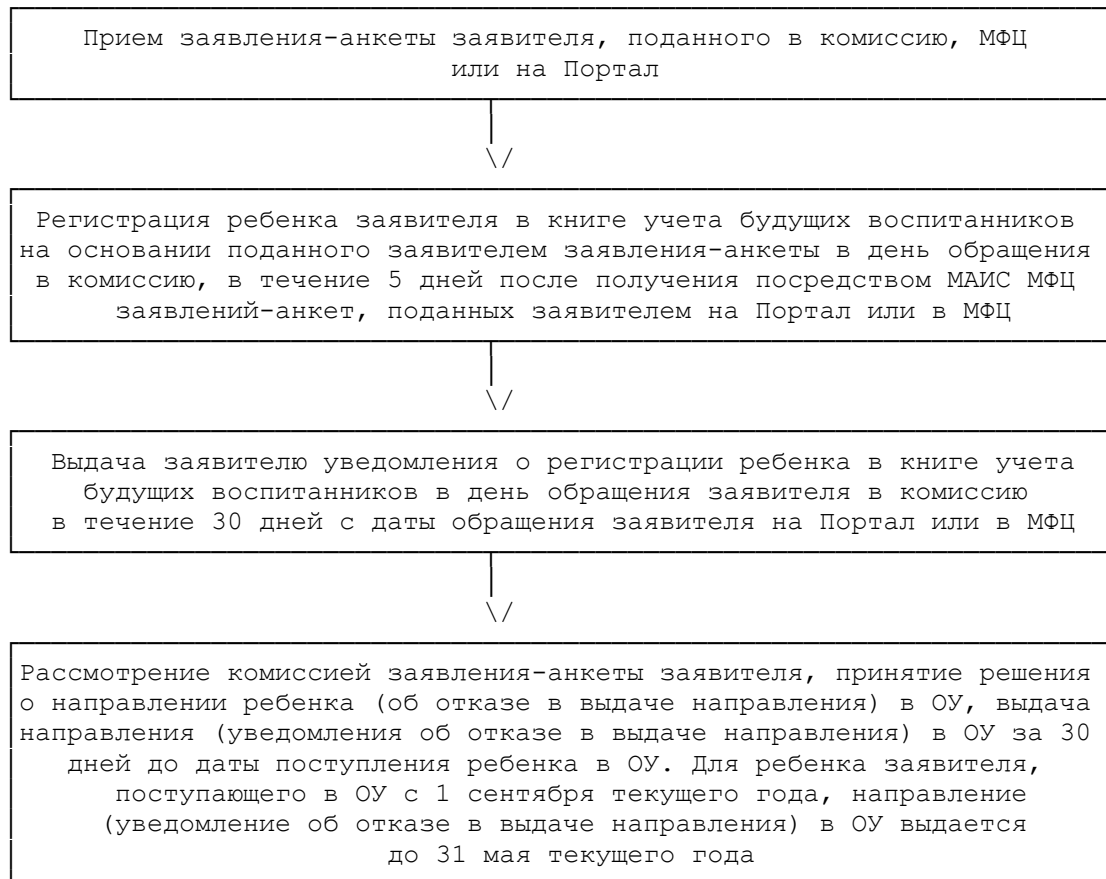 Прием заявления-анкеты заявителя, поданного в комиссию, МФЦ
или на Портал
Регистрация ребенка заявителя в книге учета будущих воспитанников
на основании поданного заявителем заявления-анкеты в день обращения
в комиссию, в течение 5 дней после получения посредством МАИС МФЦ
заявлений-анкет, поданных заявителем на Портал или в МФЦ
Выдача заявителю уведомления о регистрации ребенка в книге учета
будущих воспитанников в день обращения заявителя в комиссию
в течение 30 дней с даты обращения заявителя на Портал или в МФЦ
Рассмотрение комиссией заявления-анкеты заявителя, принятие решения
о направлении ребенка (об отказе в выдаче направления) в ОУ, выдача
направления (уведомления об отказе в выдаче направления) в ОУ за 30
дней до даты поступления ребенка в ОУ. Для ребенка заявителя,
поступающего в ОУ с 1 сентября текущего года, направление
(уведомление об отказе в выдаче направления) в ОУ выдается
до 31 мая текущего года